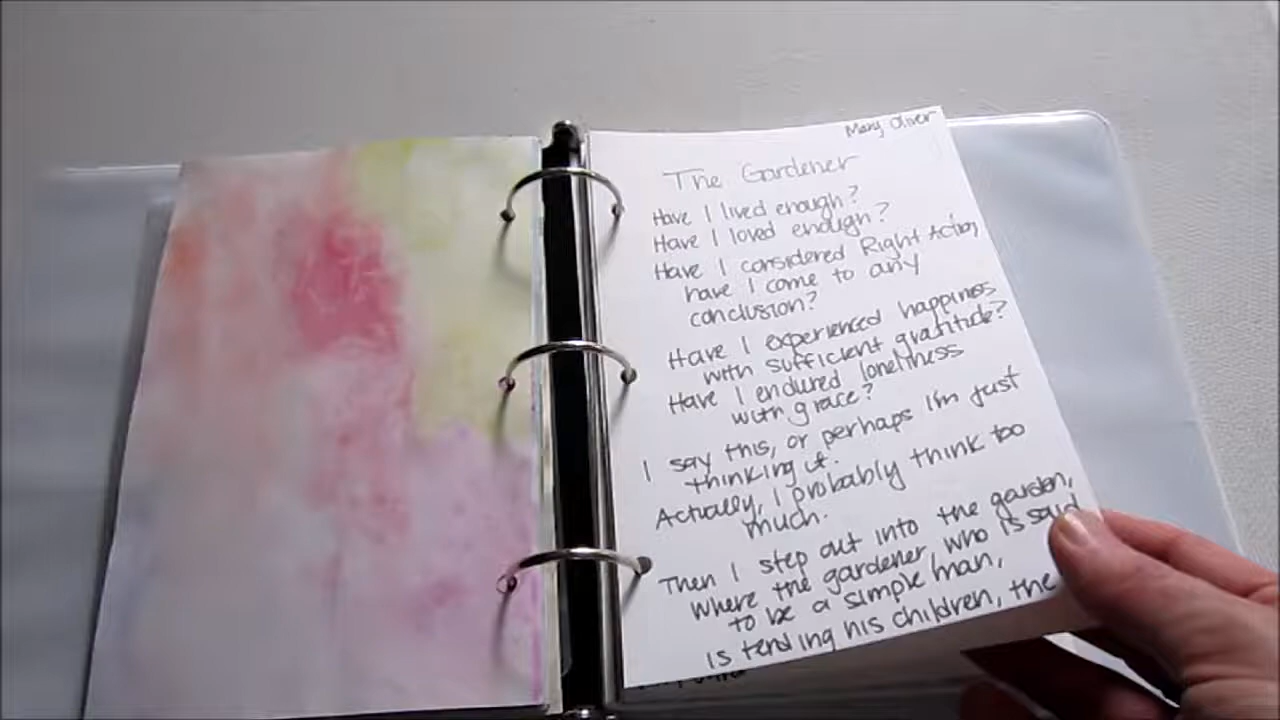 Mary Oliver
The Gardener
Have I lived enough?
Have I loved enough?
Have I considered Right Action,
have I come to any
conclusion?
Have I experienced happiness
with sufficient gratitude?
Have I endured loneliness
with grace?
I say this, or perhaps I'm just
thinking it.
Actually, I probably think too
much.
Then I step out into the garden,
where the gardener, who is said
to be a simple man,
is tending his children, the